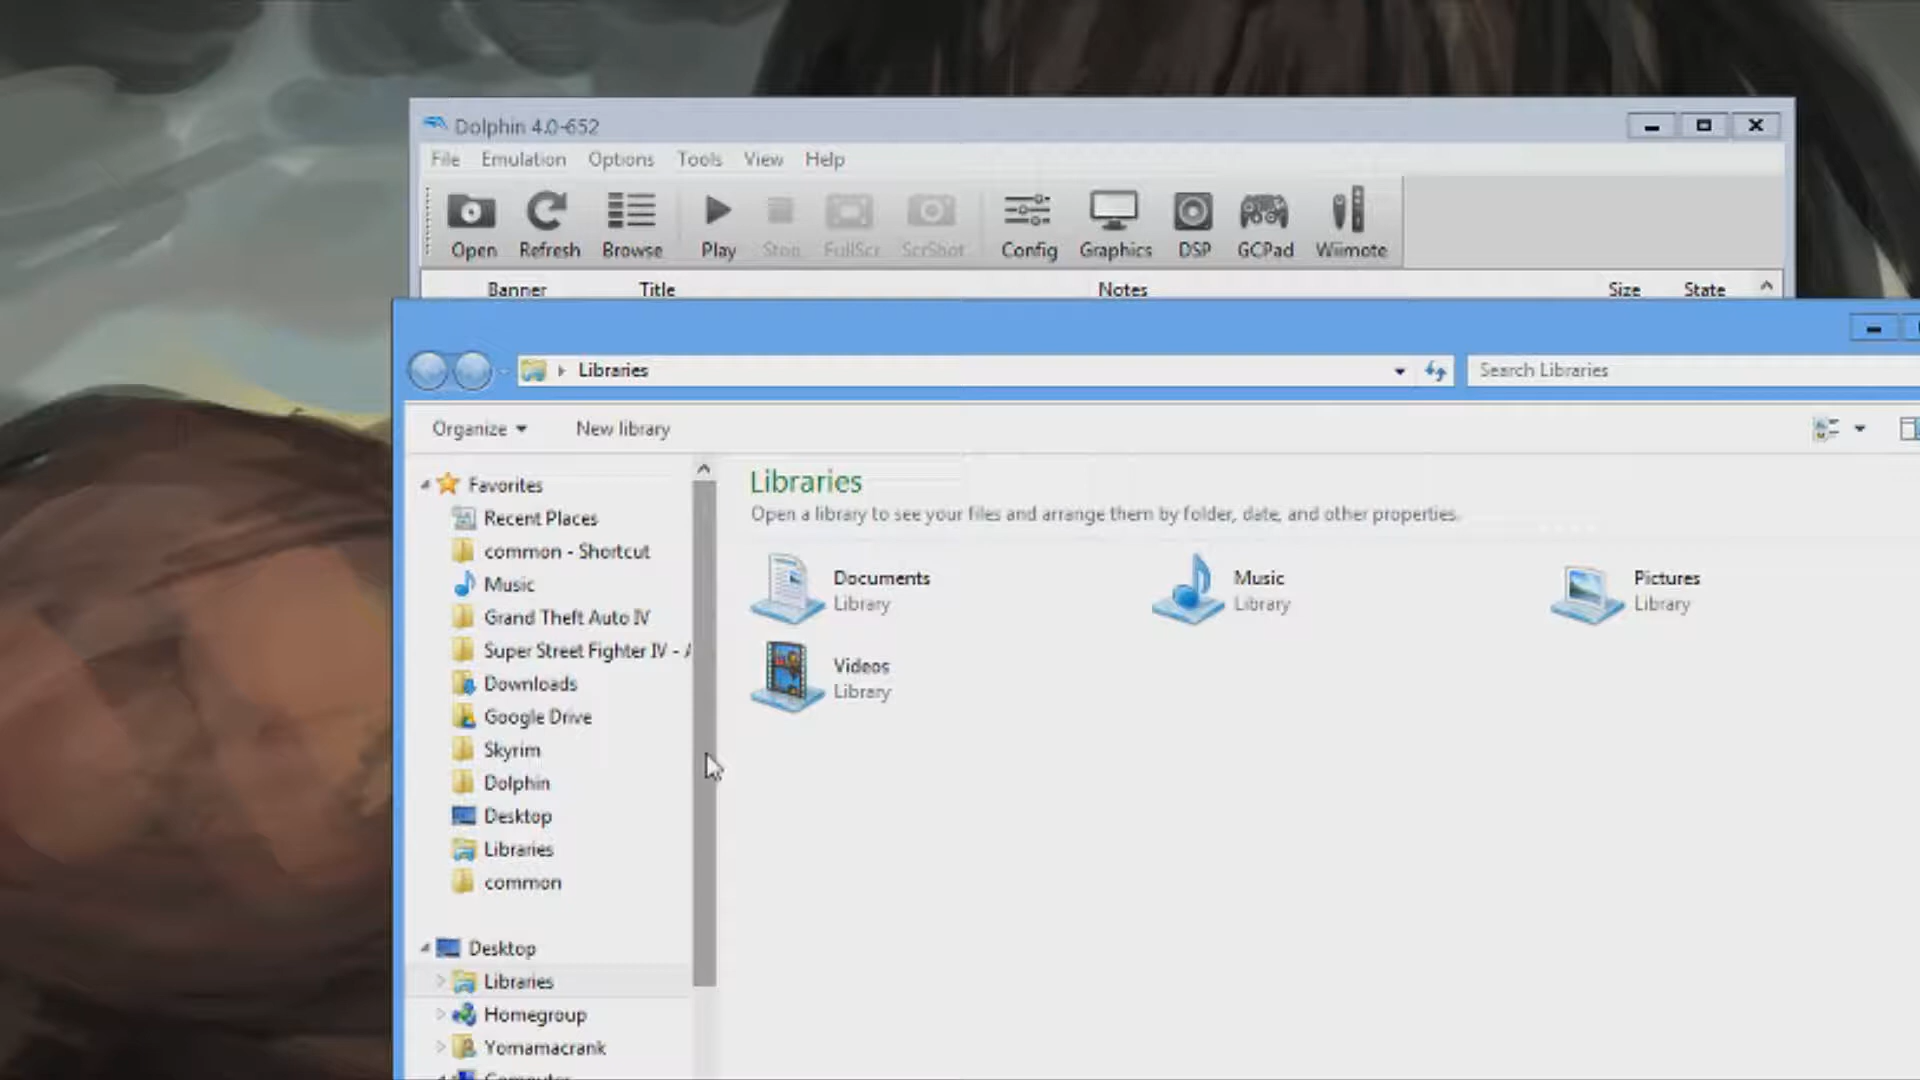 Dolphin 4.0-652
File Emulation Options Tools View Help
Open Refresh Browse Play Stop FullScr ScrShot Config Graphics DSP GCPad Wiimote
Banner Title Notes Size State
Libraries
Search Libraries
Organize New library
Favorites
Recent Places
common - Shortcut
Music
Grand Theft Auto IV
Super Street Fighter IV -
Downloads
Google Drive
Skyrim
Dolphin
Desktop
Libraries
common
Desktop
Libraries
Homegroup
Yomamacrank
Computer
Libraries
Open a library to see your files and arrange them by folder, date, and other properties.
Documents
Library
Music
Library
Pictures
Library
Videos
Library